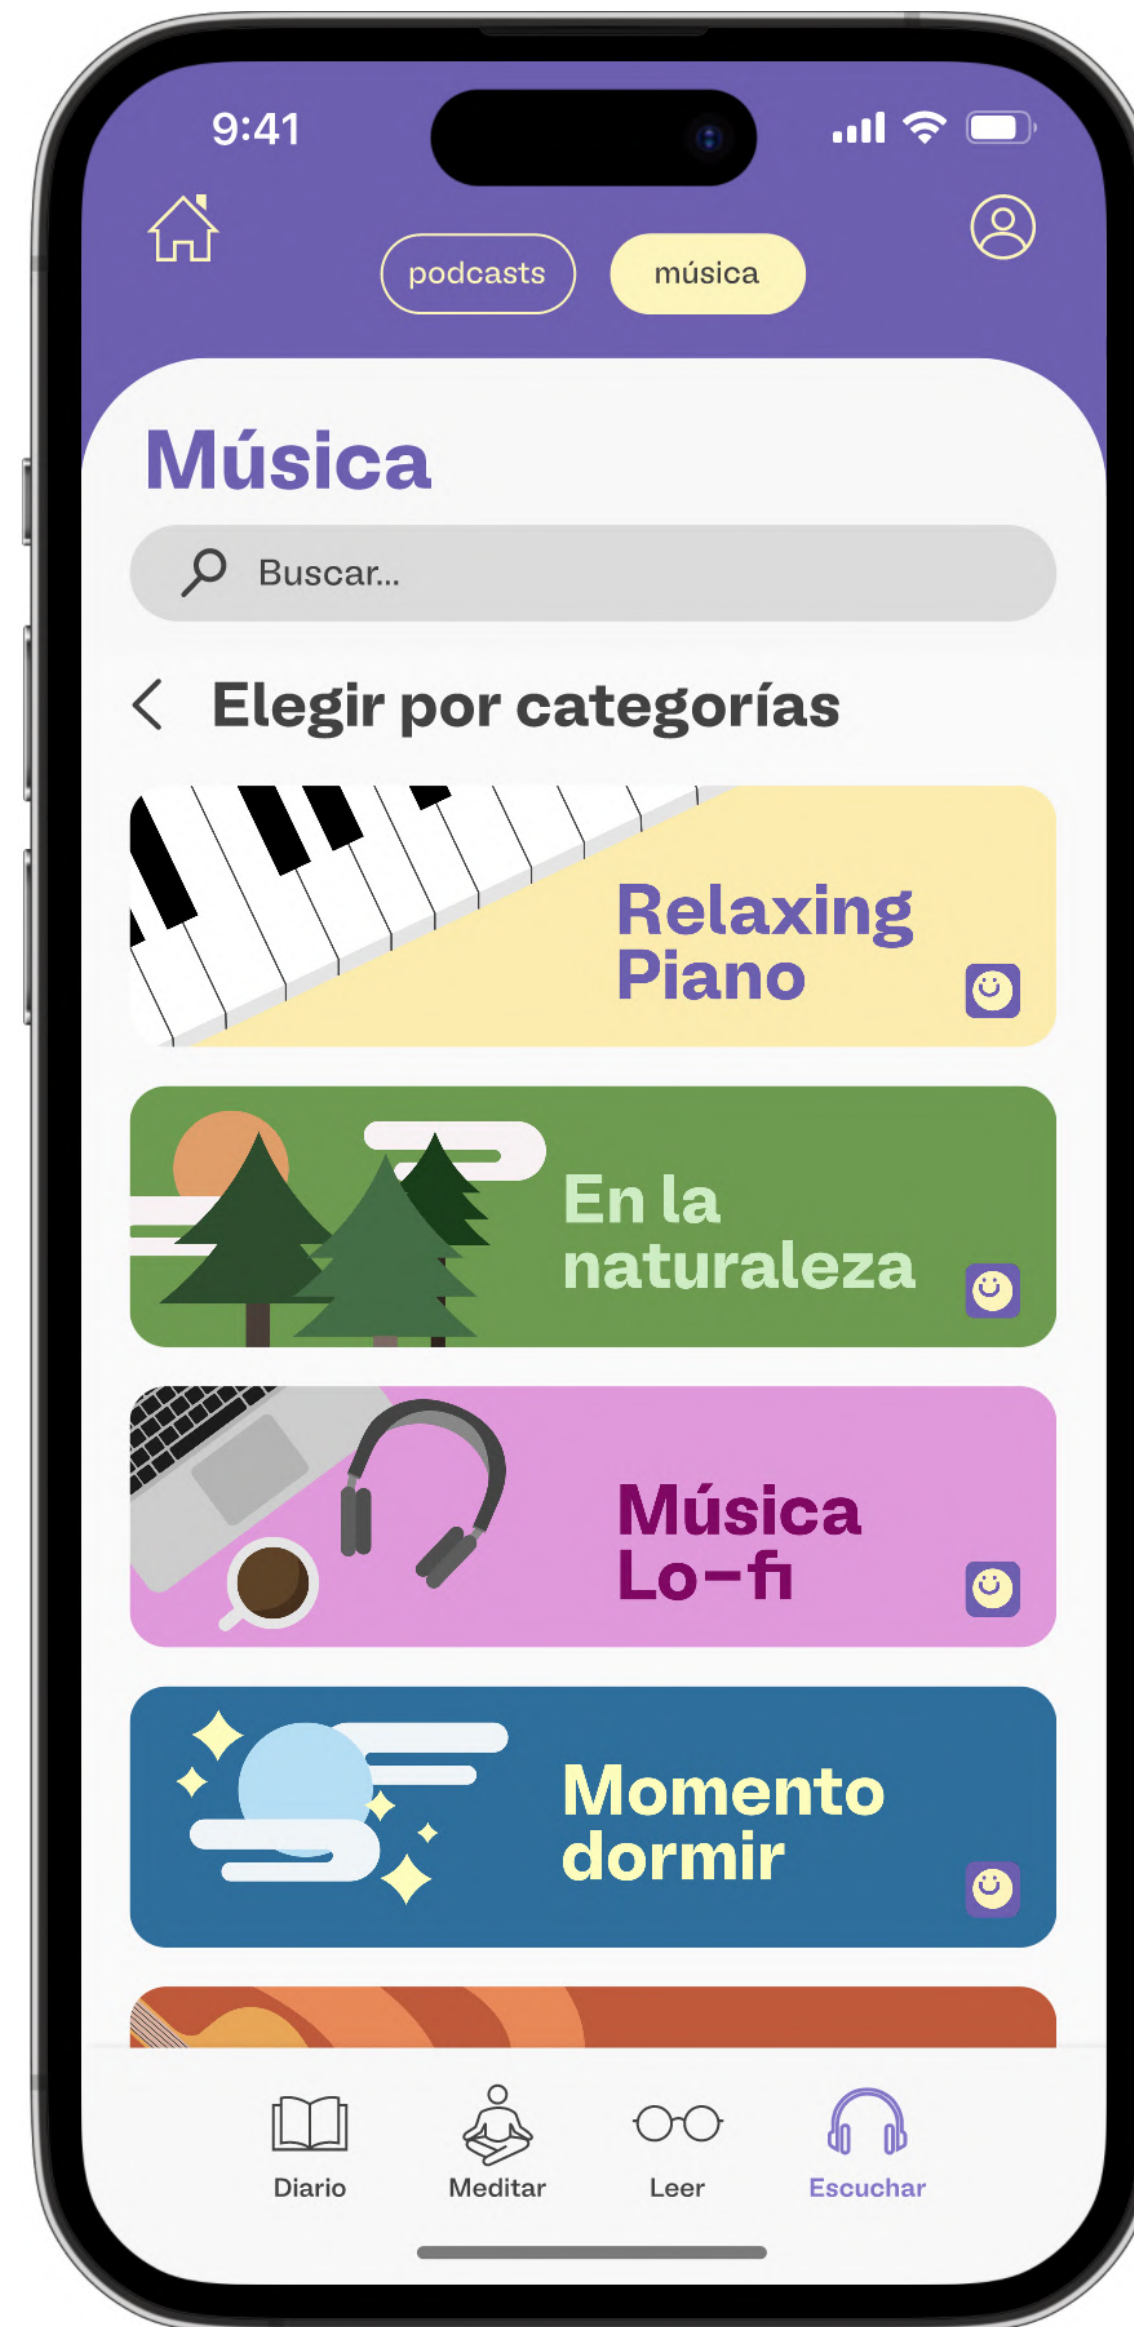 9:41
podcasts
música
Música
Buscar...
Elegir por categorías
Relaxing
Piano
En la
naturaleza
Música
Lo-fi
Momento
dormir
Diario
Meditar
Leer
Escuchar